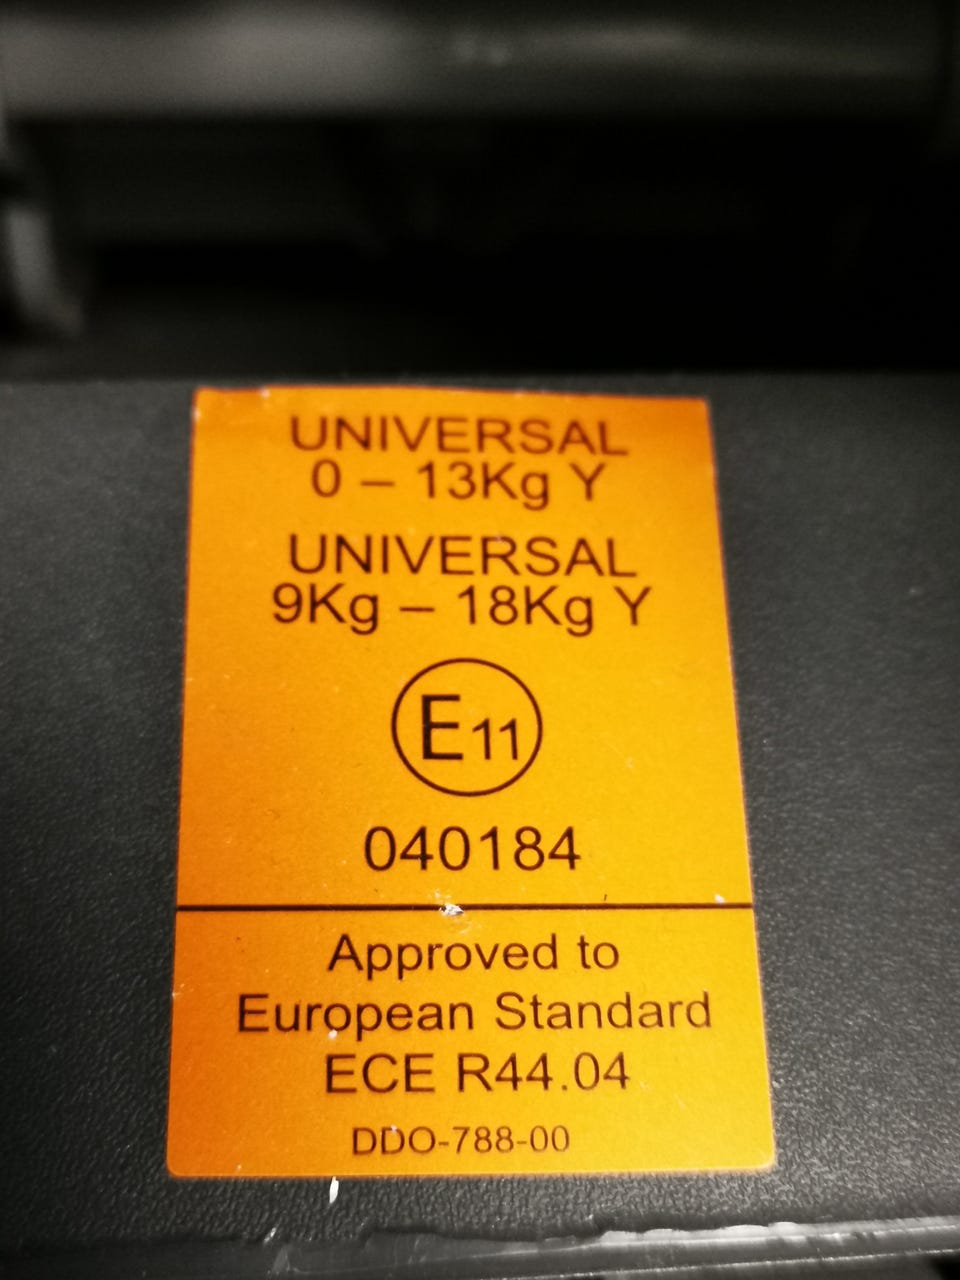 UNIVERSAL
0 – 13Kg Y
UNIVERSAL
9Kg – 18Kg Y
E11
040184
Approved to
European Standard
ECE R44.04
DDO-788-00